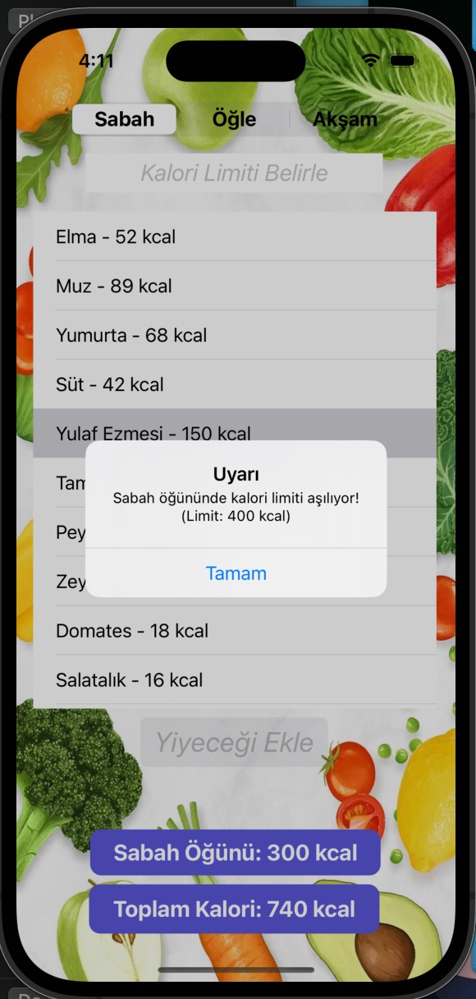 4:11
Sabah
Öğle
Akşam
Kalori Limiti Belirle
Elma - 52 kcal
Muz - 89 kcal
Yumurta - 68 kcal
Süt - 42 kcal
Yulaf Ezmesi - 150 kcal
Uyarı
Sabah öğününde kalori limiti aşılıyor!
(Limit: 400 kcal)
Tamam
Tam
Pey
Zey
Domates - 18 kcal
Salatalık - 16 kcal
Yiyeceği Ekle
Sabah Öğünü: 300 kcal
Toplam Kalori: 740 kcal